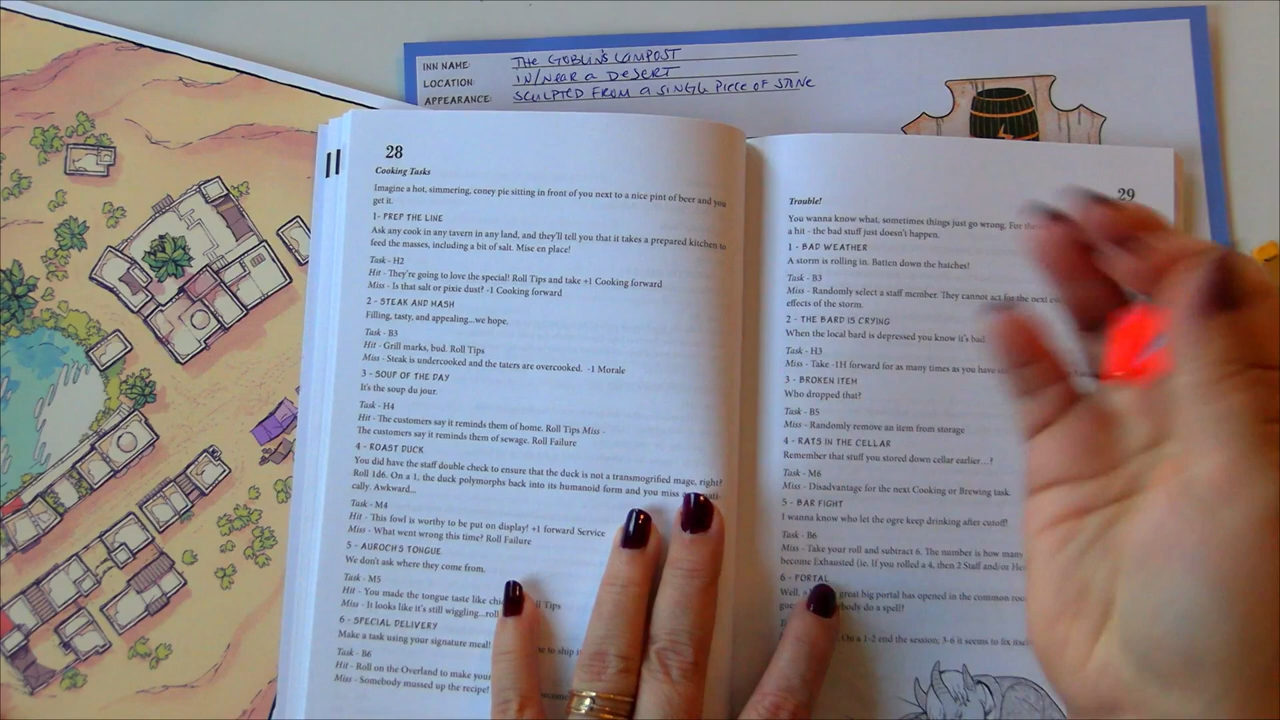 INN NAME: THE GOBLIN'S LAMPOST
LOCATION: IN/NEAR A DESERT
APPEARANCE: SCULPTED FROM A SINGLE PIECE OF STONE
28
Cooking Tasks
Imagine a hot, simmering, coney pie sitting in front of you next to a nice pint of beer and you
get it.
1- PREP THE LINE
Ask any cook in any tavern in any land, and they'll tell you that it takes a prepared kitchen to
feed the masses, including a bit of salt. Mise en place!
Task - H2
Hit - They're going to love the special! Roll Tips and take +1 Cooking forward
Miss - Is that salt or pixie dust? -1 Cooking forward
2 - STEAK AND HASH
Filling, tasty, and appealing...we hope.
Task - B3
Hit - Grill marks, bud. Roll Tips
Miss - Steak is undercooked and the taters are overcooked. -1 Morale
3 - SOUP OF THE DAY
It's the soup du jour.
Task - H4
Hit - The customers say it reminds them of home. Roll Tips Miss -
The customers say it reminds them of sewage. Roll Failure
4 - ROAST DUCK
You did have the staff double check to ensure that the duck is not a transmogrified mage, right?
Roll 1d6. On a 1, the duck polymorphs back into its humanoid form and you miss
cally. Awkward...
Task - M4
Hit - This fowl is worthy to be put on display! +1 forward Service
Miss - What went wrong this time? Roll Failure
5 - AUROCHS TONGUE
We don't ask where they come from.
Task - M5
Hit - You made the tongue taste like Tips
Miss - It looks like it's still wiggling...roll
6 - SPECIAL DELIVERY
Make a task using your signature meal! to ship
Task - B6
Hit - Roll on the Overland to make your
Miss - Somebody mussed up the recipe!
29
Trouble!
You wanna know what, sometimes things just go wrong. For
a hit - the bad stuff just doesn't happen.
1 - BAD WEATHER
A storm is rolling in. Batten down the hatches!
Task - B3
Miss - Randomly select a staff member. They cannot act for the next
effects of the storm.
2 - THE BARD IS CRYING
When the local bard is depressed you know it's bad.
Task - H3
Miss - Take -1H forward for as many times as you have
3 - BROKEN ITEM
Who dropped that?
Task - B5
Miss - Randomly remove an item from storage
4 - RATS IN THE CELLAR
Remember that stuff you stored down cellar earlier...?
Task - M6
Miss - Disadvantage for the next Cooking or Brewing task.
5 - BAR FIGHT
I wanna know who let the ogre keep drinking after cutoff!
Task - B6
Miss - Take your roll and subtract 6. The number is how many
become Exhausted (ie. If you rolled a 4, then 2 Staff and/or
6 - PORTAL
Well, great big portal has opened in the common
do a spell!
On a 1-2 end the session; 3-6 it seems to fix